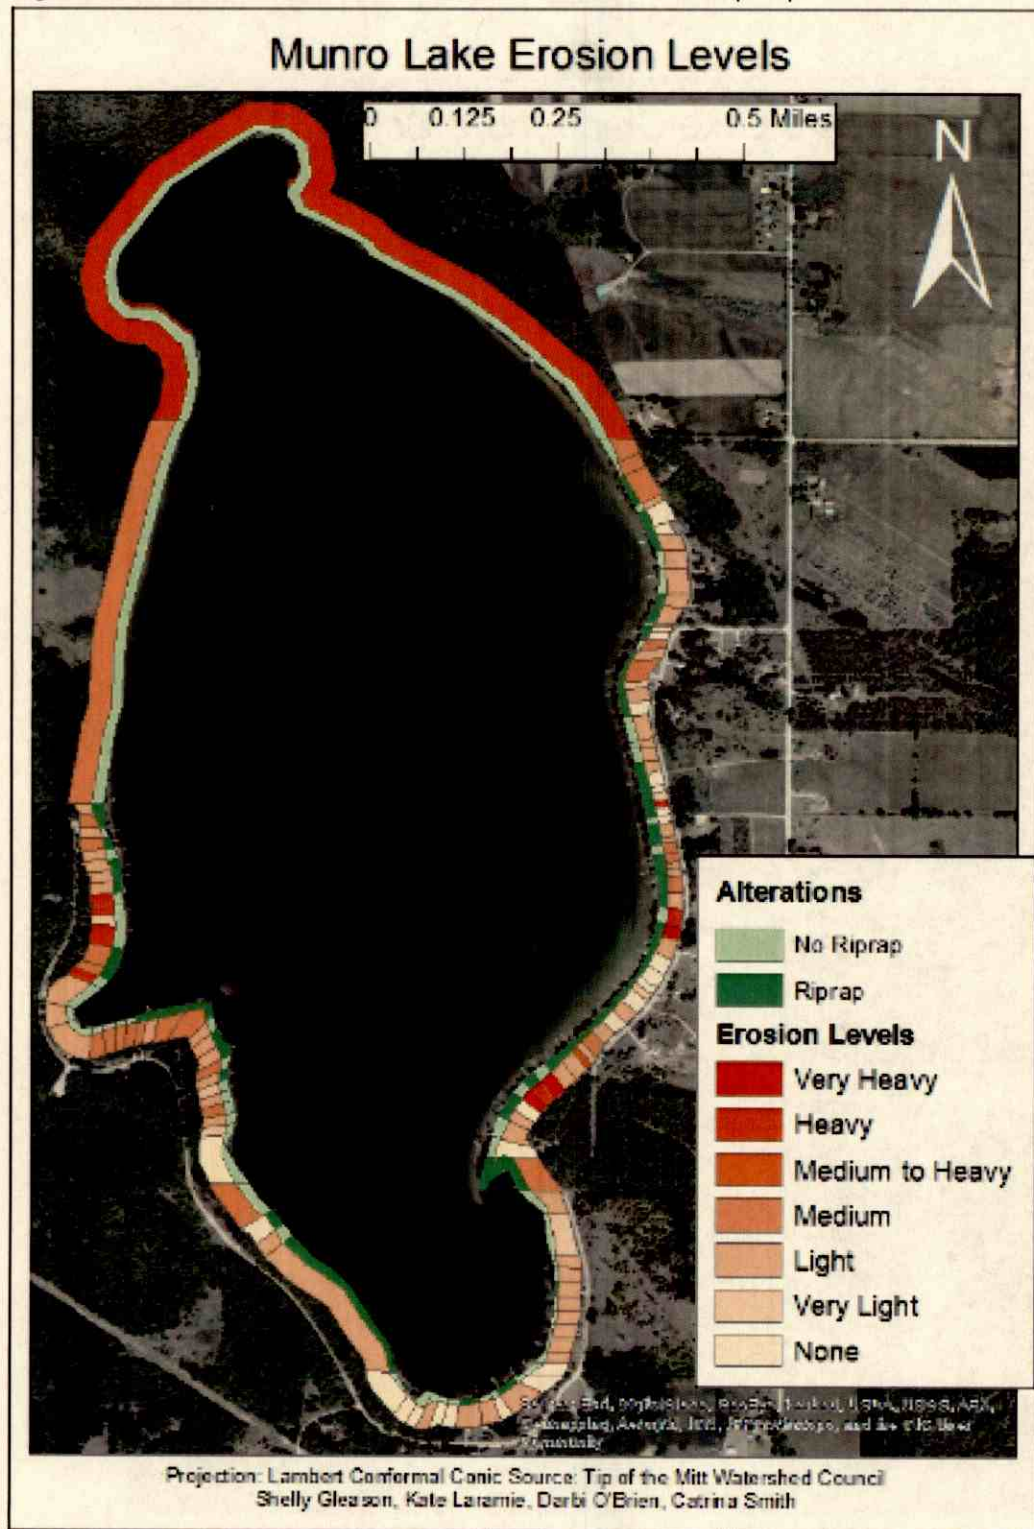 Munro Lake Erosion Levels
0 0.125 0.25 0.5 Miles
N
Alterations
No Riprap
Riprap
Erosion Levels
Very Heavy
Heavy
Medium to Heavy
Medium
Light
Very Light
None
Projection: Lambert Conformal Conic Source: Tip of the Mitt Watershed Council
Shelly Gleason, Kate Laramie, Darbi O'Brien, Catrina Smith